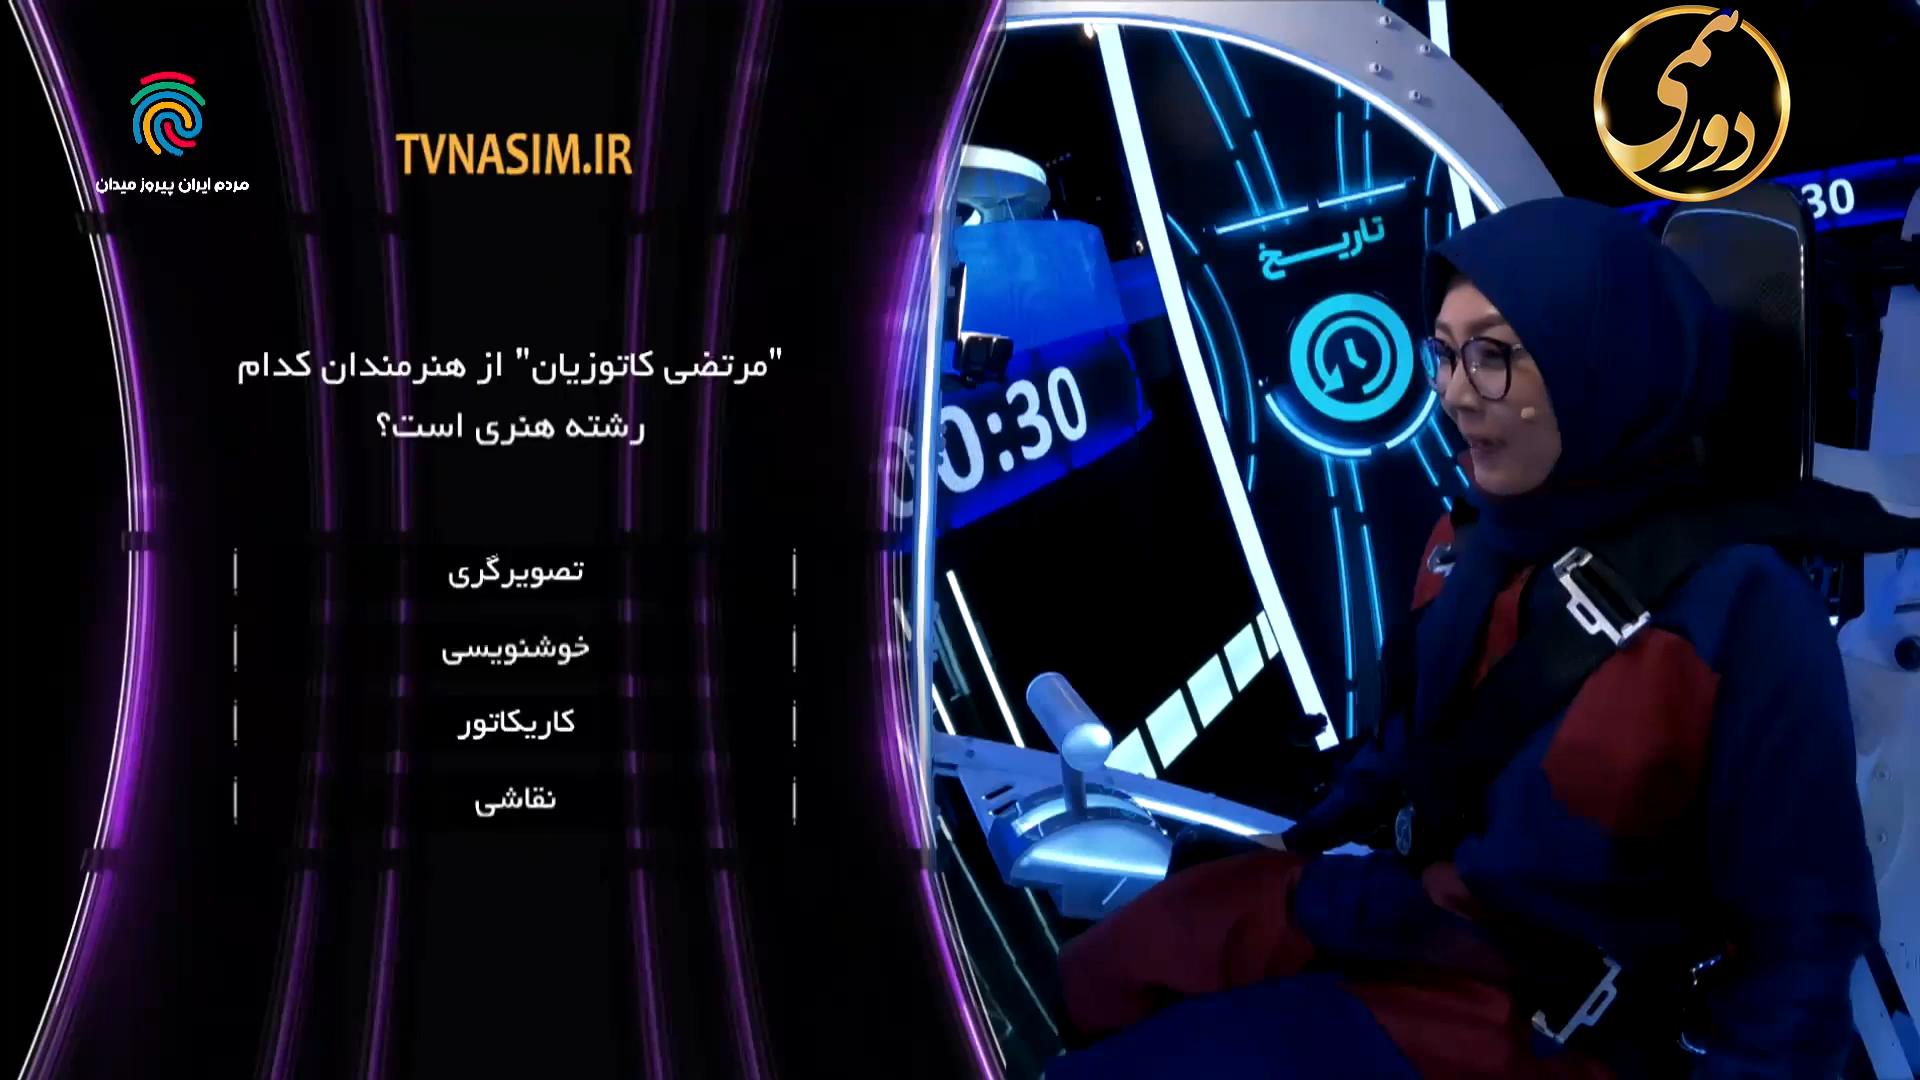 مردم ایران پیروز میدان
TVNASIM.IR
"مرتضی کاتوزیان" از هنرمندان کدام
رشته هنری است؟
تصویرگری
خوشنویسی
کاریکاتور
نقاشی
دورهمی
تاریخ
00:30
:30